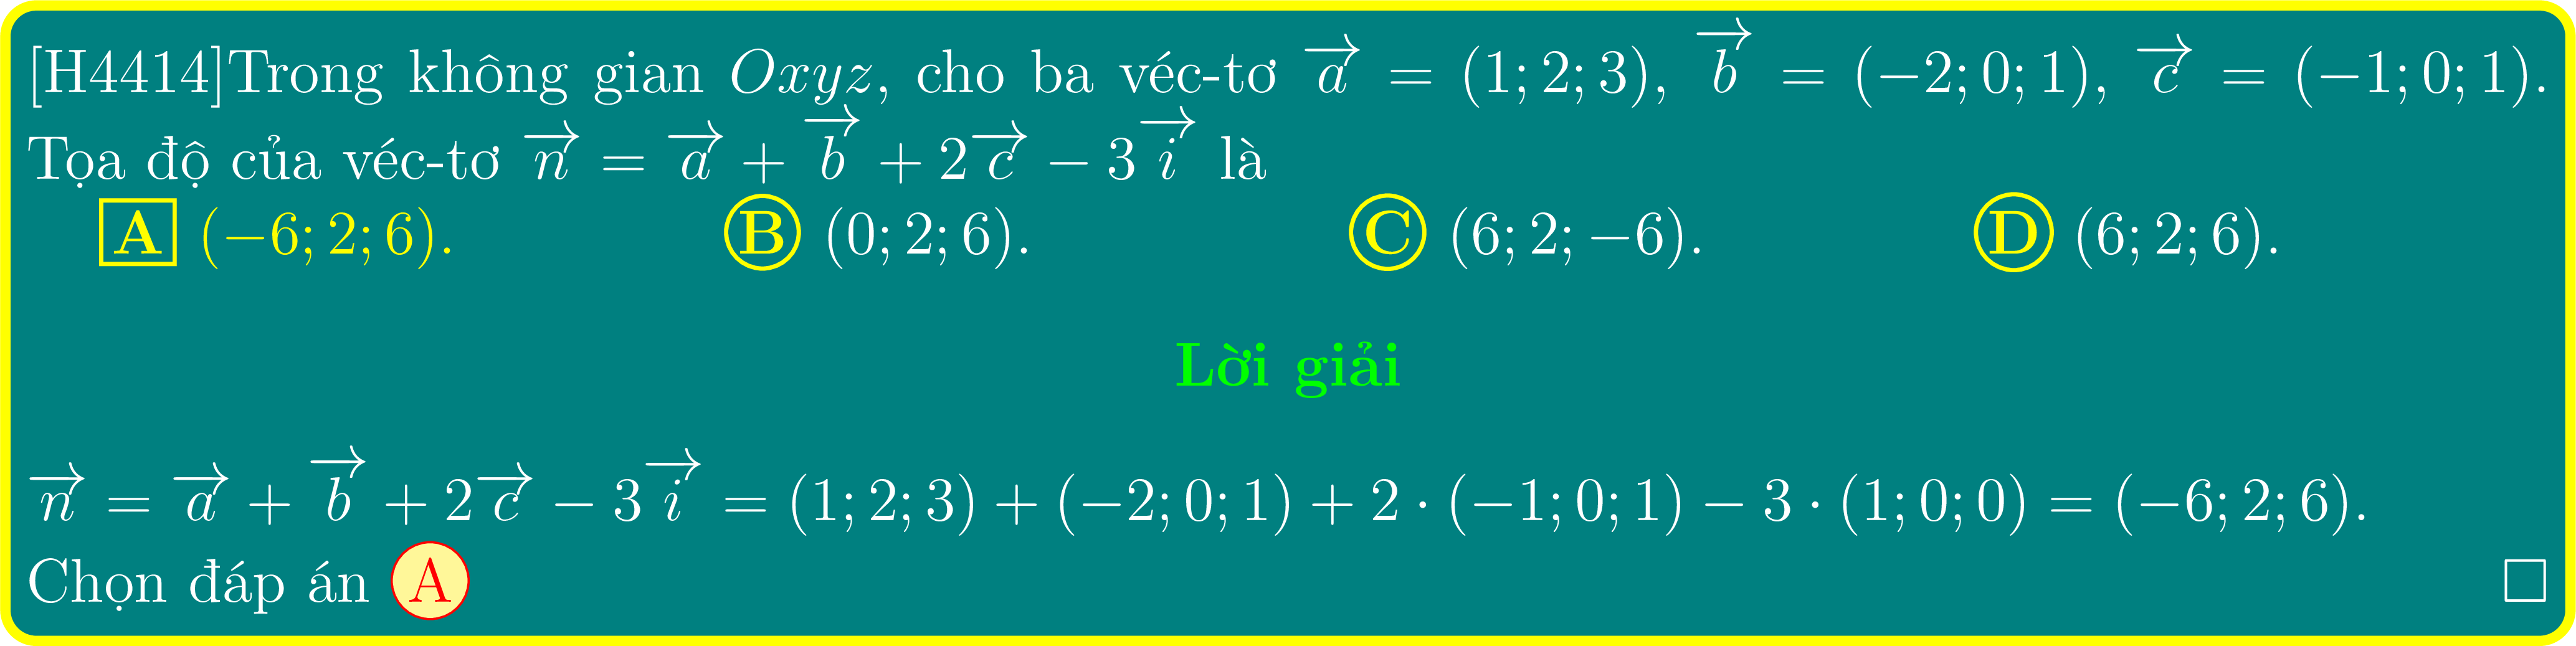 [H4414]Trong không gian $Oxyz$, cho ba véc-tơ $\overrightarrow{a} = (1; 2; 3)$, $\overrightarrow{b} = (-2; 0; 1)$, $\overrightarrow{c} = (-1; 0; 1)$.
Tọa độ của véc-tơ $\overrightarrow{n} = \overrightarrow{a} + \overrightarrow{b} + 2\overrightarrow{c} - 3\overrightarrow{i}$ là
A $(-6; 2; 6)$. B $(0; 2; 6)$. C $(6; 2; -6)$. D $(6; 2; 6)$.
Lời giải
$\overrightarrow{n} = \overrightarrow{a} + \overrightarrow{b} + 2\overrightarrow{c} - 3\overrightarrow{i} = (1; 2; 3) + (-2; 0; 1) + 2 \cdot (-1; 0; 1) - 3 \cdot (1; 0; 0) = (-6; 2; 6)$.
Chọn đáp án A □